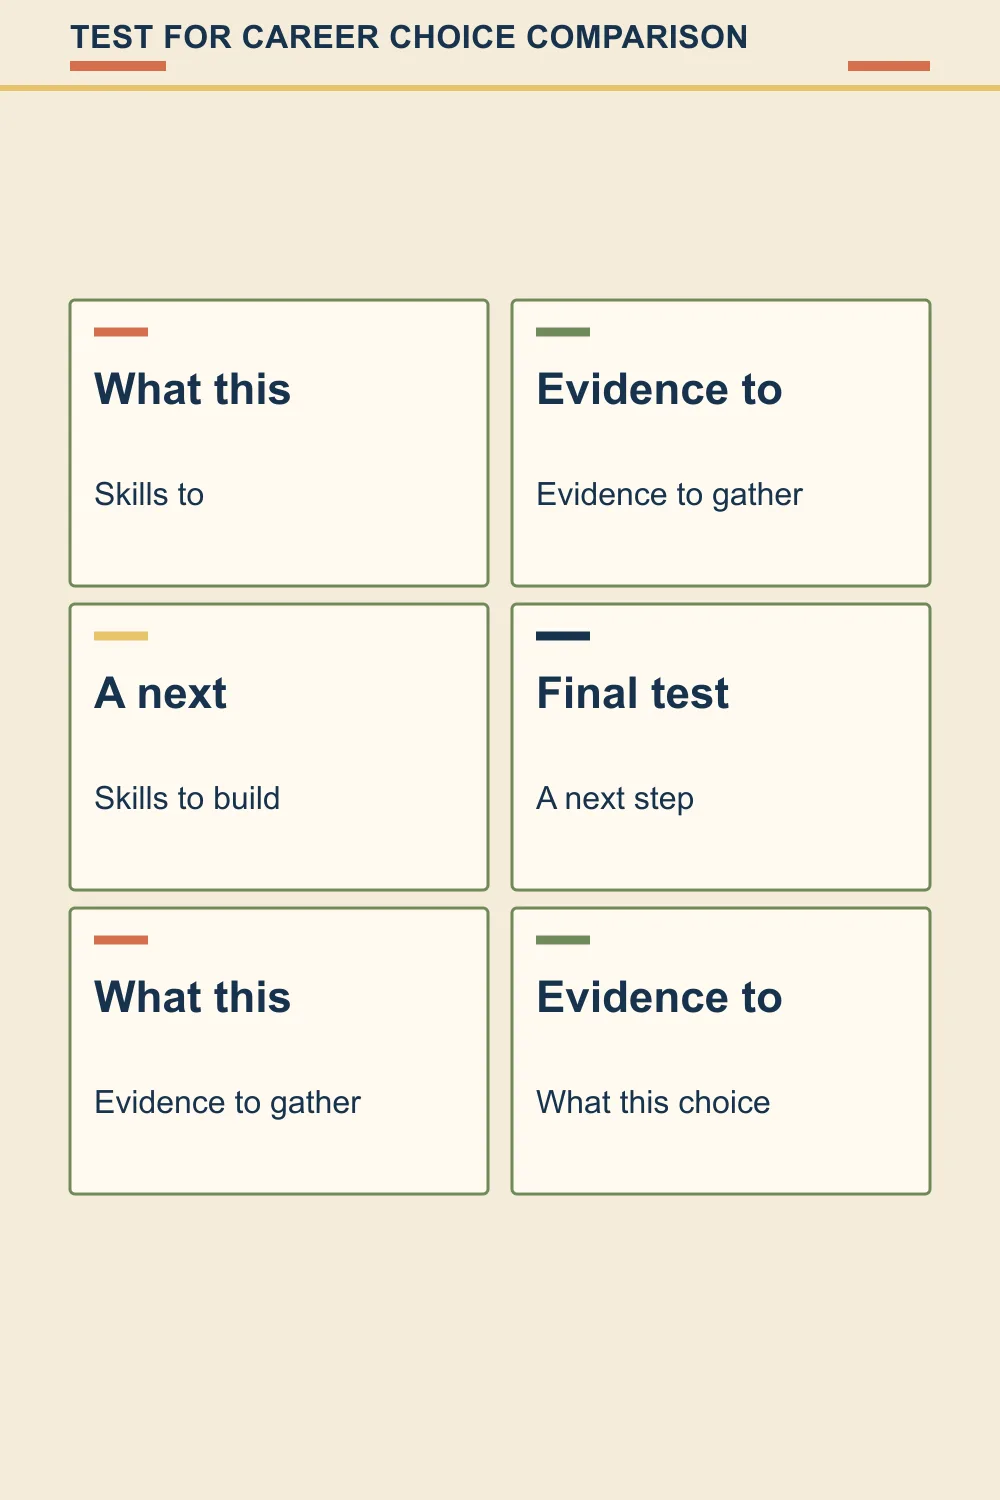 TEST FOR CAREER CHOICE COMPARISON
What this
Skills to
Evidence to
Evidence to gather
A next
Skills to build
Final test
A next step
What this
Evidence to gather
Evidence to
What this choice